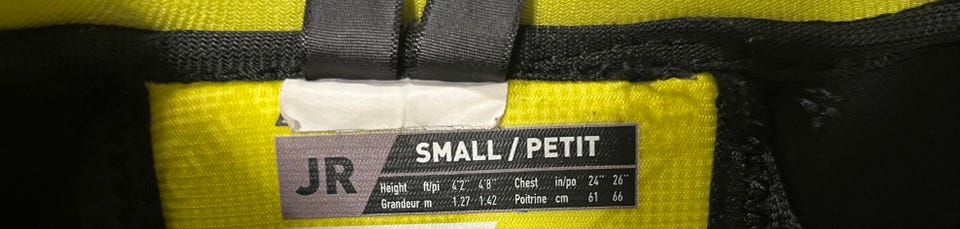 JR
SMALL / PETIT
Height ft/pi 4'2" 4'8" Chest in/po 24" 26"
Grandeur m 1.27 1.42 Poitrine cm 61 66